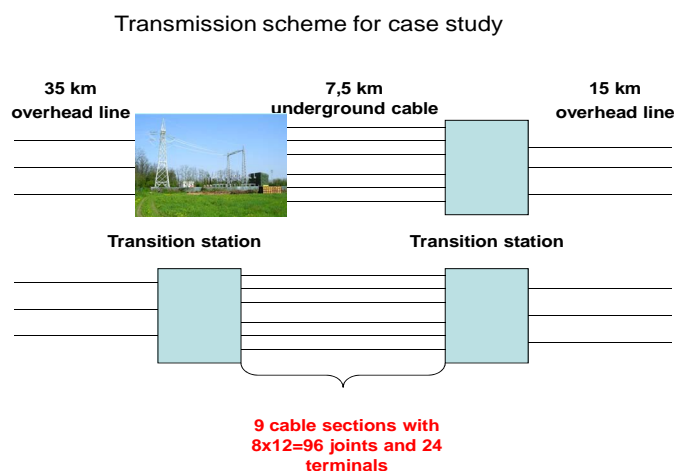 Transmission scheme for case study
35 km
overhead line
7,5 km
underground cable
15 km
overhead line
Transition station
Transition station
9 cable sections with
8x12=96 joints and 24
terminals